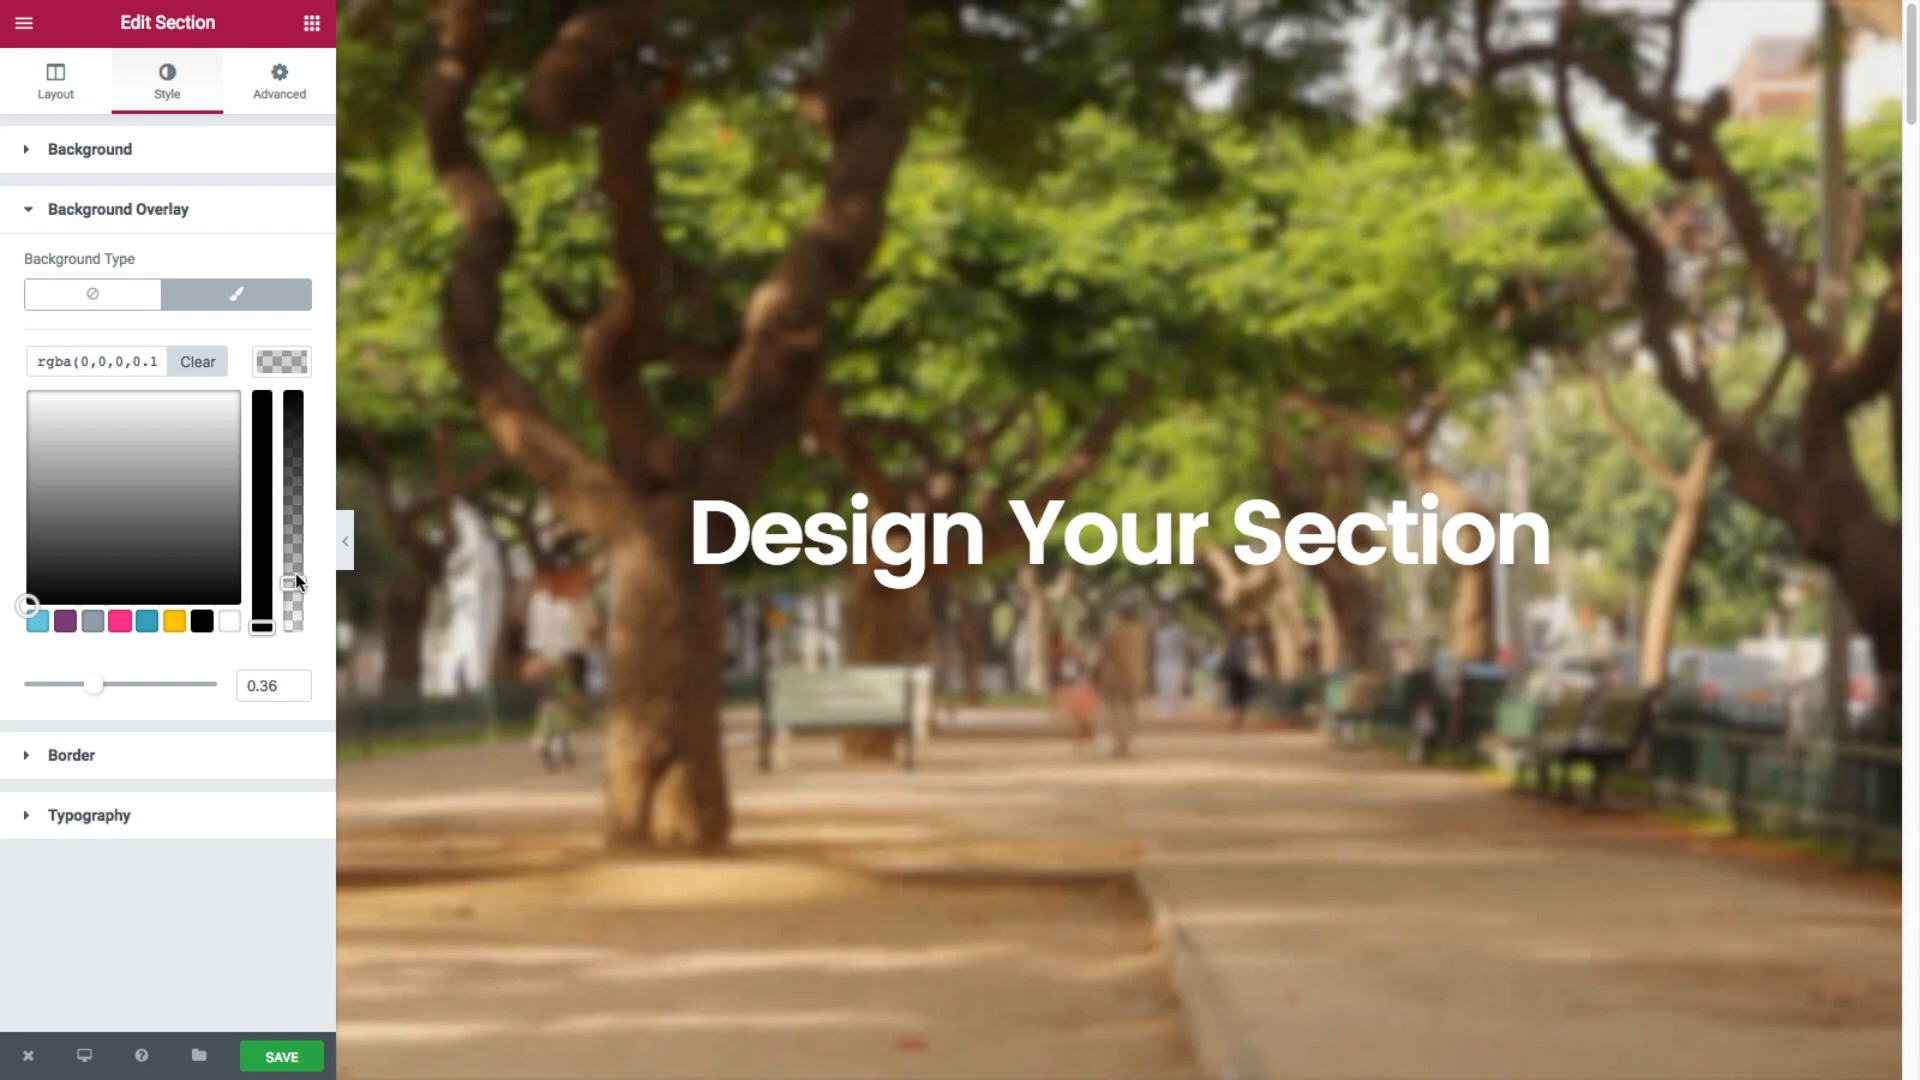 Edit Section
Layout
Style
Advanced
Background
Background Overlay
Background Type
rgba(0,0,0,0.1
Clear
0.36
Border
Typography
SAVE
Design Your Section